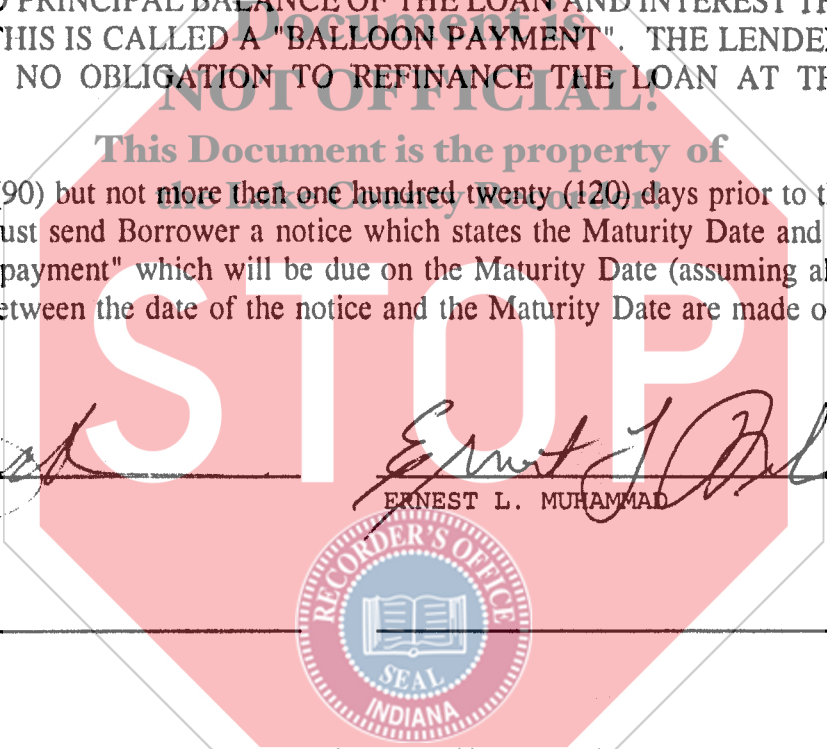 PRINCIPAL BALANCE OF THE LOAN AND INTEREST
Document is
THIS IS CALLED A "BALLOON PAYMENT". THE LENDE
NO OBLIGATION TO REFINANCE THE LOAN AT
NOT OFFICIAL!
This Document is the property of
90) but not more then one hundred twenty (120) days prior to
the Lake County Recorder!
ust send Borrower a notice which states the Maturity Date and
payment" which will be due on the Maturity Date (assuming
etween the date of the notice and the Maturity Date are made
STOP
Ernest L
ERNEST L. MUHAMMAD
RECORDER'S OFFICE
SEAL
INDIANA